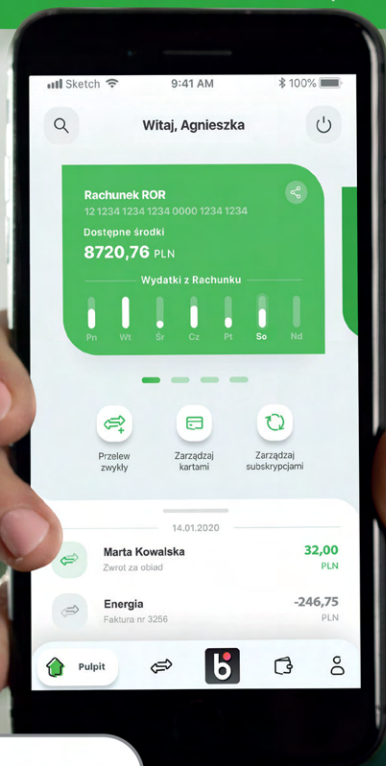 Sketch 9:41 AM 100%
Witaj, Agnieszka
Rachunek ROR
12 1234 1234 1234 0000 1234 1234
Dostępne środki
8720,76 PLN
Wydatki z Rachunku
Pn Wt Śr Cz Pt So Nd
Przelew zwykły
Zarządzaj kartami
Zarządzaj subskrypcjami
14.01.2020
Marta Kowalska 32,00
Zwrot za obiad PLN
Energia -246,75
Faktura nr 3256 PLN
Pulpit
b